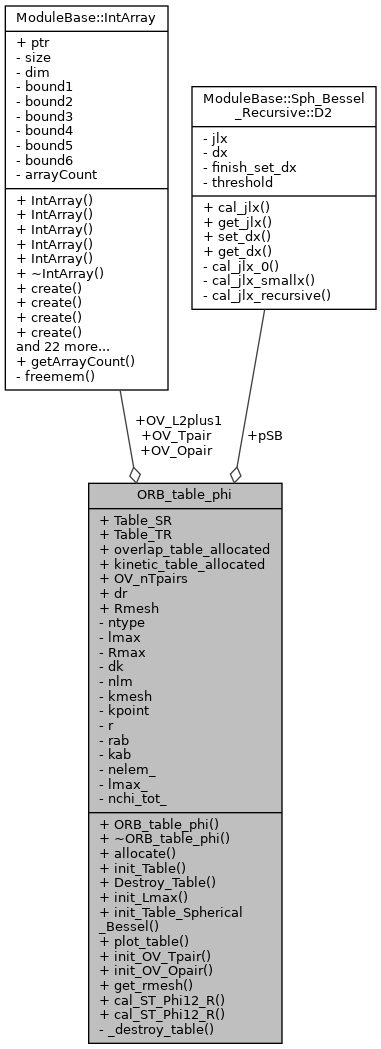 ModuleBase::IntArray
+ ptr
- size
- dim
- bound1
- bound2
- bound3
- bound4
- bound5
- bound6
- arrayCount
+ IntArray()
+ IntArray()
+ IntArray()
+ IntArray()
+ IntArray()
+ ~IntArray()
+ create()
+ create()
+ create()
+ create()
and 22 more...
+ getArrayCount()
- freemem()
ModuleBase::Sph_Bessel
_Recursive::D2
- jlx
- dx
- finish_set_dx
- threshold
+ cal_jlx()
+ get_jlx()
+ set_dx()
+ get_dx()
- cal_jlx_0()
- cal_jlx_smallx()
- cal_jlx_recursive()
+OV_L2plus1
+OV_Tpair
+OV_Opair
+pSB
ORB_table_phi
+ Table_SR
+ Table_TR
+ overlap_table_allocated
+ kinetic_table_allocated
+ OV_nTpairs
+ dr
+ Rmesh
- ntype
- lmax
- Rmax
- dk
- nlm
- kmesh
- kpoint
- r
- rab
- kab
- nelem_
- lmax_
- nchi_tot_
+ ORB_table_phi()
+ ~ORB_table_phi()
+ allocate()
+ init_Table()
+ Destroy_Table()
+ init_Lmax()
+ init_Table_Spherical
_Bessel()
+ plot_table()
+ init_OV_Tpair()
+ init_OV_Opair()
+ get_rmesh()
+ cal_ST_Phi12_R()
+ cal_ST_Phi12_R()
- _destroy_table()